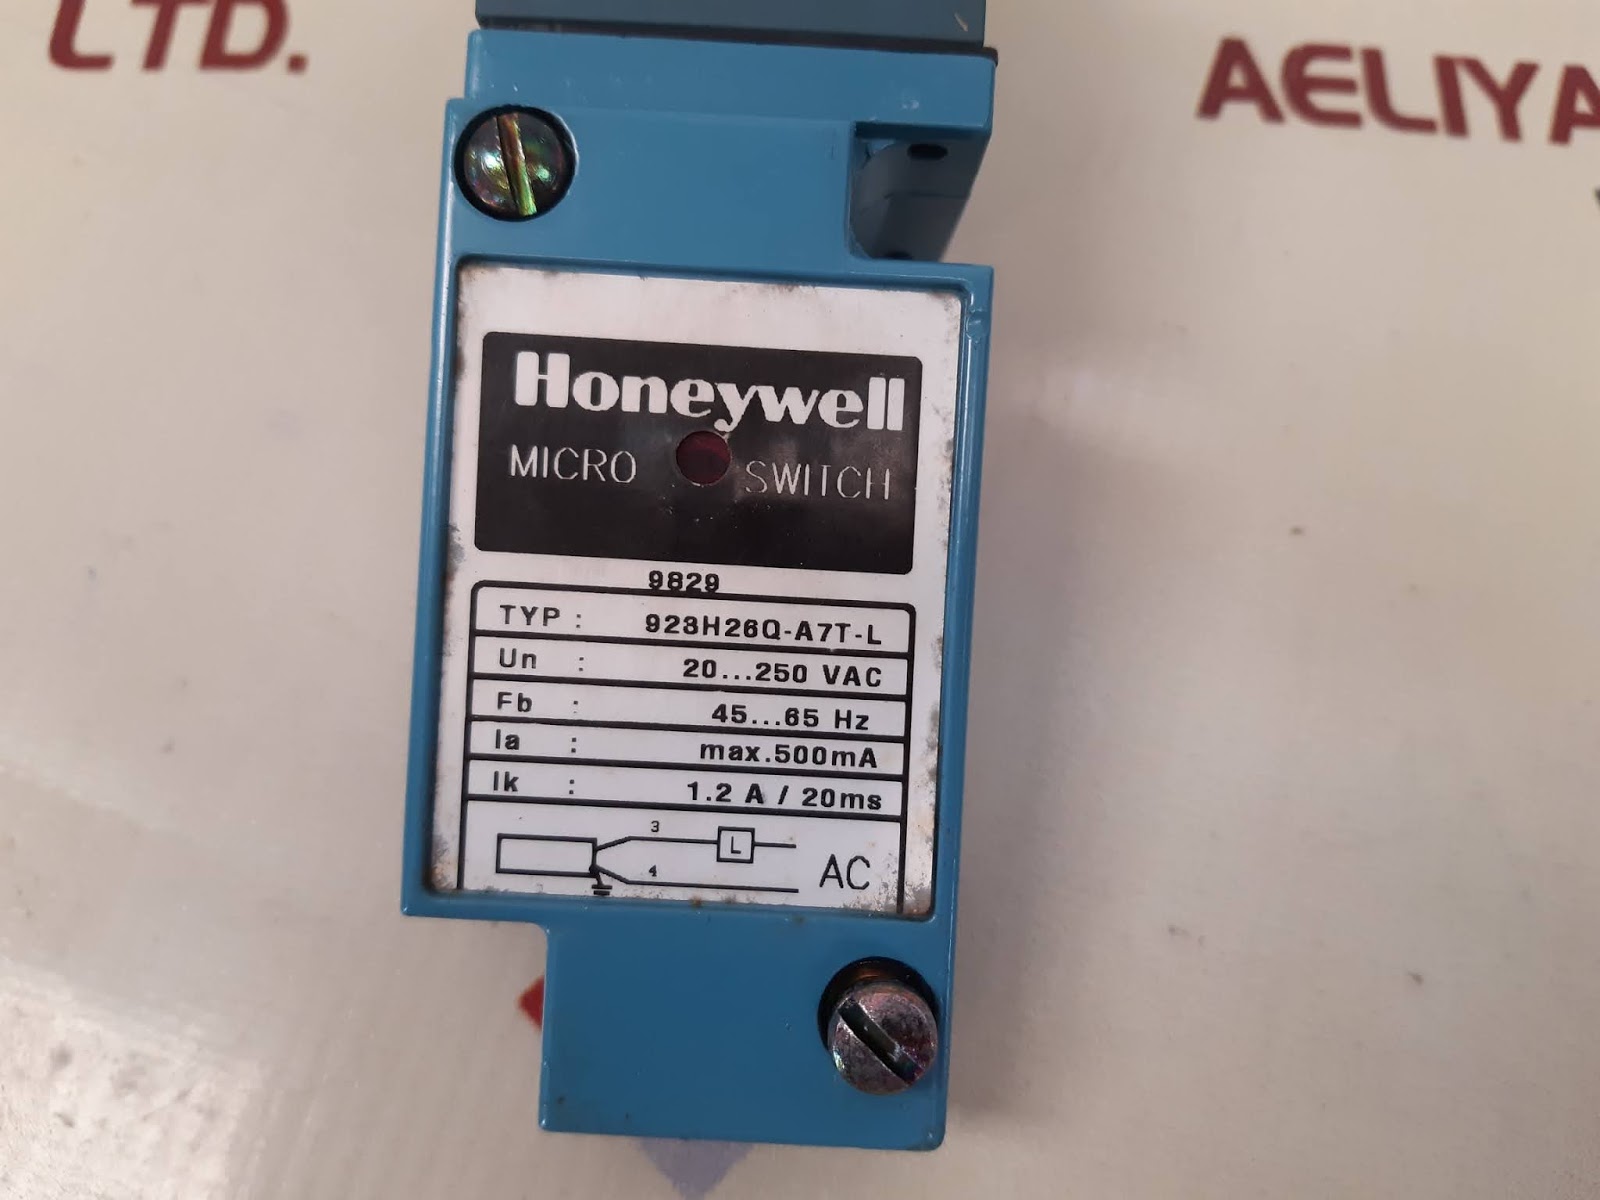 LTD.
AELIYA
Honeywell
MICRO SWITCH
9829
TYP : 923H26Q-A7T-L
Un : 20...250 VAC
Fb : 45...65 Hz
Ia : max.500mA
Ik : 1.2 A / 20ms
3
L
4
AC